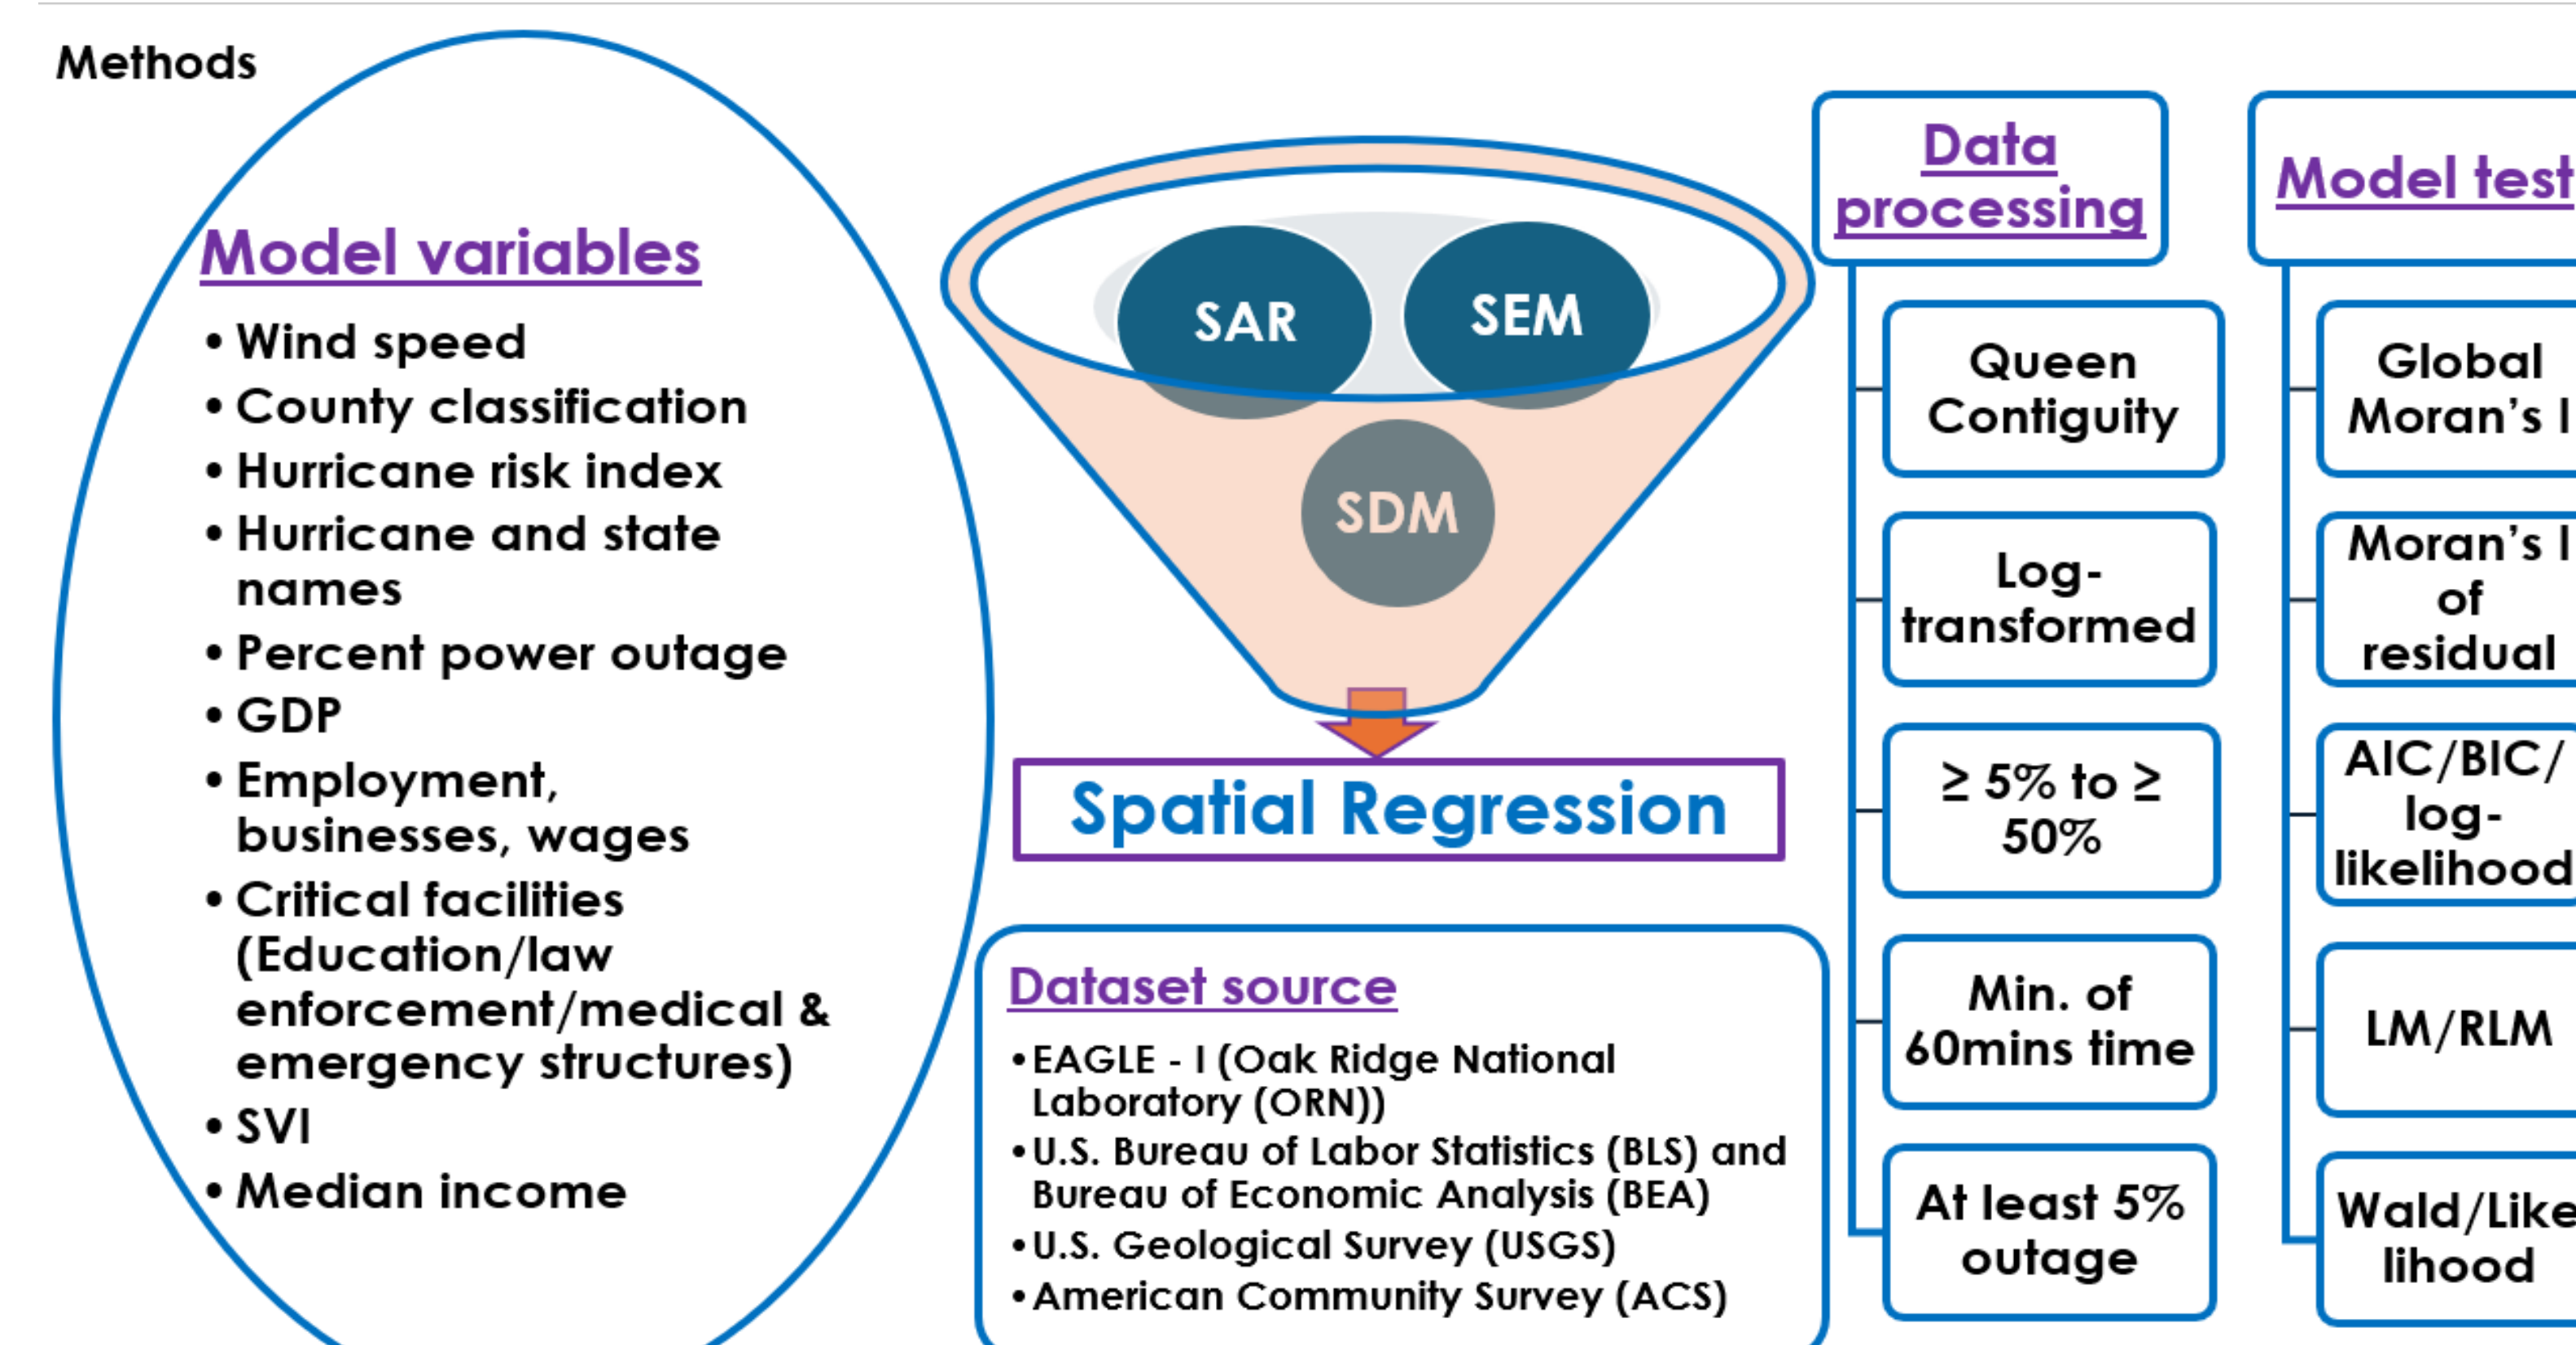 Methods
Model variables
• Wind speed
• County classification
• Hurricane risk index
• Hurricane and state
names
• Percent power outage
• GDP
• Employment,
businesses, wages
• Critical facilities
(Education/law
enforcement/medical &
emergency structures)
• SVI
• Median income
SAR
SEM
SDM
Spatial Regression
Dataset source
• EAGLE - I (Oak Ridge National
Laboratory (ORN))
• U.S. Bureau of Labor Statistics (BLS) and
Bureau of Economic Analysis (BEA)
• U.S. Geological Survey (USGS)
• American Community Survey (ACS)
Data
processing
Queen
Contiguity
Log-
transformed
≥ 5% to ≥
50%
Min. of
60mins time
At least 5%
outage
Model test
Global
Moran's I
Moran's I
of
residual
AIC/BIC/
log-
likelihood
LM/RLM
Wald/Like
lihood